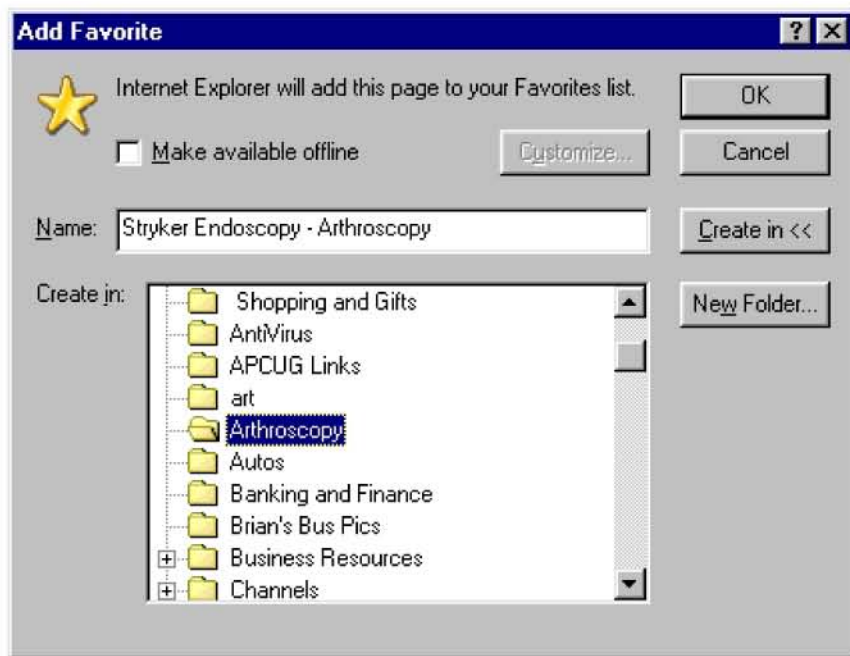 Add Favorite
Internet Explorer will add this page to your Favorites list.
OK
Make available offline
Customize...
Cancel
Name:
Stryker Endoscopy - Arthroscopy
Create in <<
Create in:
Shopping and Gifts
New Folder...
AntiVirus
APCUG Links
art
Arthroscopy
Autos
Banking and Finance
Brian's Bus Pics
Business Resources
Channels